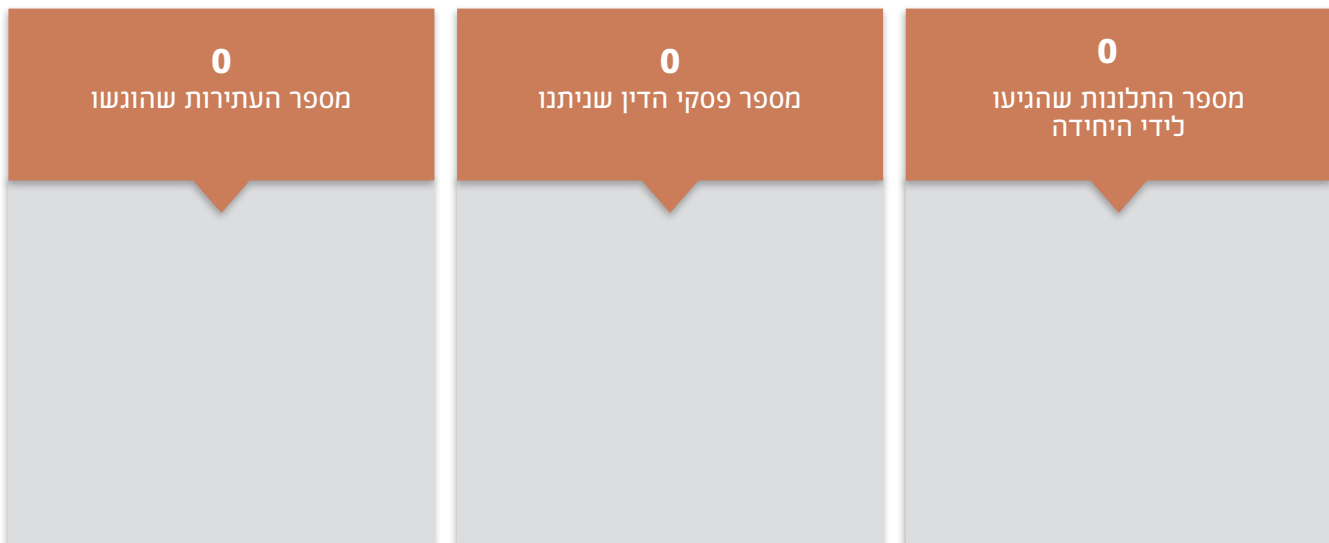 0
מספר התלונות שהגיעו
לידי היחידה
0
מספר פסקי הדין שניתנו
0
מספר העתירות שהוגשו